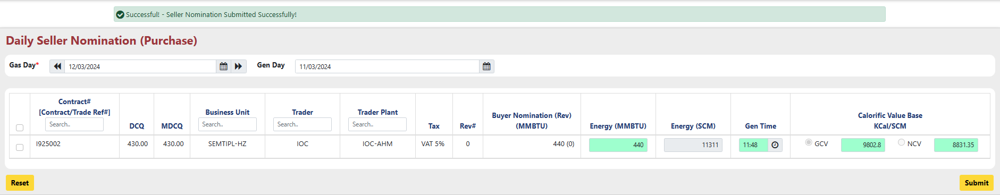 Successful! - Seller Nomination Submitted Successfully!
Daily Seller Nomination (Purchase)
Gas Day* 12/03/2024 Gen Day 11/03/2024
Contract#
[Contract/Trade Ref#] DCQ MDCQ Business Unit Trader Trader Plant Tax Rev# Buyer Nomination (Rev) (MMBTU) Energy (MMBTU) Energy (SCM) Gen Time Calorific Value Base KCal/SCM
Search.. Search.. Search.. Search..
I925002 430.00 430.00 SEMTIPL-HZ IOC IOC-AHM VAT 5% 0 440 (0) 440 11311 11:48 GCV 9802.8 NCV 8831.35
Reset Submit